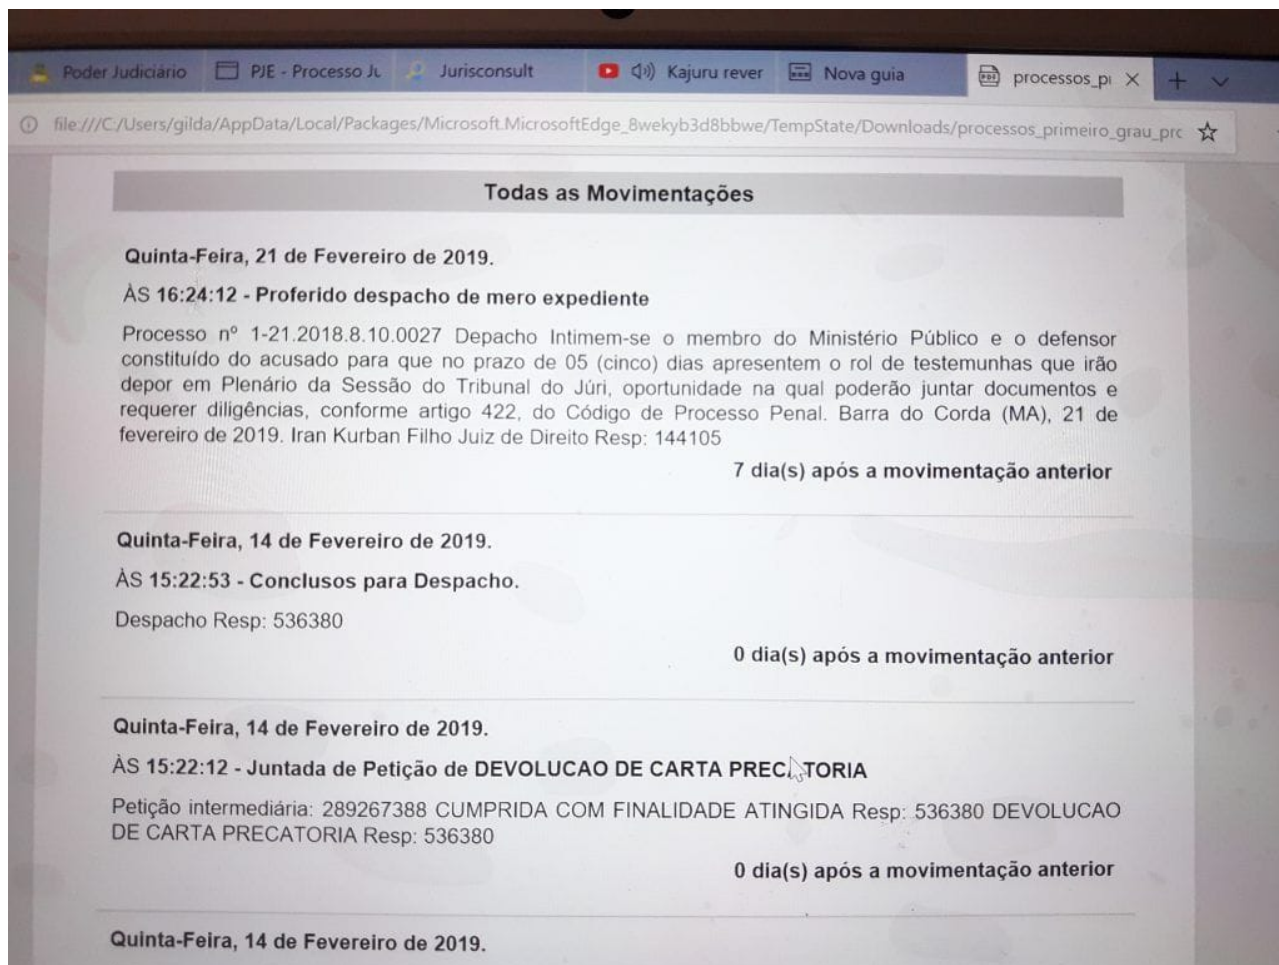 Poder Judiciário
PJE - Processo Ju
Jurisconsult
Kajuru rever
Nova guia
processos_pi
file:///C:/Users/gilda/AppData/Local/Packages/Microsoft.MicrosoftEdge_8wekyb3d8bbwe/TempState/Downloads/processos_primeiro_grau_prc
Todas as Movimentações
Quinta-Feira, 21 de Fevereiro de 2019.
ÀS 16:24:12 - Proferido despacho de mero expediente
Processo nº 1-21.2018.8.10.0027 Depacho Intimem-se o membro do Ministério Público e o defensor
constituído do acusado para que no prazo de 05 (cinco) dias apresentem o rol de testemunhas que irão
depor em Plenário da Sessão do Tribunal do Júri, oportunidade na qual poderão juntar documentos e
requerer diligências, conforme artigo 422, do Código de Processo Penal. Barra do Corda (MA), 21 de
fevereiro de 2019. Iran Kurban Filho Juiz de Direito Resp: 144105
7 dia(s) após a movimentação anterior
Quinta-Feira, 14 de Fevereiro de 2019.
ÀS 15:22:53 - Conclusos para Despacho.
Despacho Resp: 536380
0 dia(s) após a movimentação anterior
Quinta-Feira, 14 de Fevereiro de 2019.
ÀS 15:22:12 - Juntada de Petição de DEVOLUCAO DE CARTA PRECATORIA
Petição intermediária: 289267388 CUMPRIDA COM FINALIDADE ATINGIDA Resp: 536380 DEVOLUCAO
DE CARTA PRECATORIA Resp: 536380
0 dia(s) após a movimentação anterior
Quinta-Feira, 14 de Fevereiro de 2019.